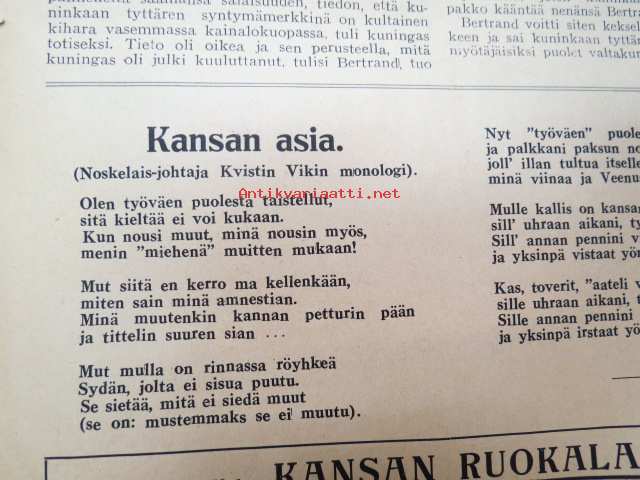 saamansa salaisuuden, tiedon, että ku-
ninkaan tyttären syntymämerkkinä on kultainen
kihara vasemmassa kainalokuopassa, tuli kuningas
totiseksi. Tieto oli oikea ja sen perusteella, mitä
kuningas oli julki kuuluttanut, tulisi Bertrand, tuo
pakko kääntää nenänsä
Bertrand voitti siten
keen ja sai kuninkaan
myötäjäisiksi puolet
Kansan asia.
(Noskelais-johtaja Kvistin Vikin monologi).
Olen työväen puolesta taistellut,
sitä kieltää ei voi kukaan.
Kun nousi muut, minä nousin myös,
menin ”miehenä” muitten mukaan!
Mut siitä en kerro ma kellenkään,
miten sain minä amnestian.
Minä muutenkin kannan petturin pään
ja tittelin suuren sian ...
Mut mulla on rinnassa röyhkeä
Sydän, jolta ei sisua puutu.
Se sietää, mitä ei siedä muut
(se on: mustemmaks se ei muutu).
Nyt ”työväen”
ja palkkani paksun
joll’ illan tultua
minä viinaa ja
Mulle kallis on
sill’ uhraan aikani,
Sill’ annan pennini
ja yksinpä vistaat
Kas, toverit, ”aateli
sille uhraan aikani,
Sille annan pennini
ja yksinpä irstaat
KANSAN RUOKALA
Antikvariaatti.net